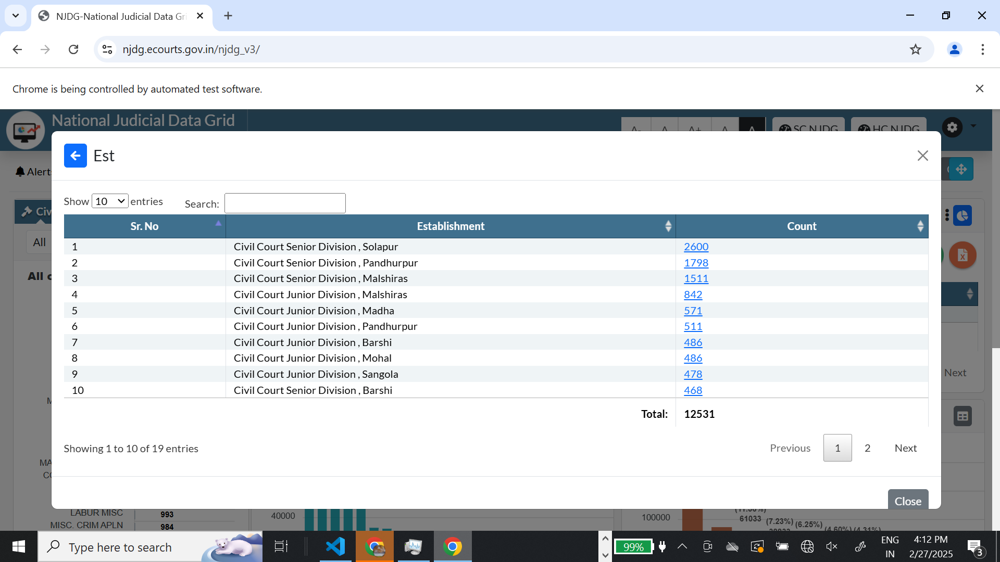 NJDG-National Judicial Data Gri
njdg.ecourts.gov.in/njdg_v3/
Chrome is being controlled by automated test software.
National Judicial Data Grid
A- A A+ A A SC NJDG HC NJDG
Alerts
Est
Show 10 entries Search:
Civ
Sr. No Establishment Count
All
1 Civil Court Senior Division , Solapur 2600
2 Civil Court Senior Division , Pandhurpur 1798
3 Civil Court Senior Division , Malshiras 1511
4 Civil Court Junior Division , Malshiras 842
5 Civil Court Junior Division , Madha 571
6 Civil Court Junior Division , Pandhurpur 511
7 Civil Court Junior Division , Barshi 486
8 Civil Court Junior Division , Mohal 486
9 Civil Court Junior Division , Sangola 478
10 Civil Court Senior Division , Barshi 468
All c
Next
M
Total: 12531
Showing 1 to 10 of 19 entries
Previous 1 2 Next
MA
CO
Close
LABUR MISC 993
MISC. CRIM APLN 984
40000
100000
61033
(7.23%)
(6.25%)
(4.60%) (4.31%)
Type here to search
99%
ENG
IN
4:12 PM
2/27/2025
3